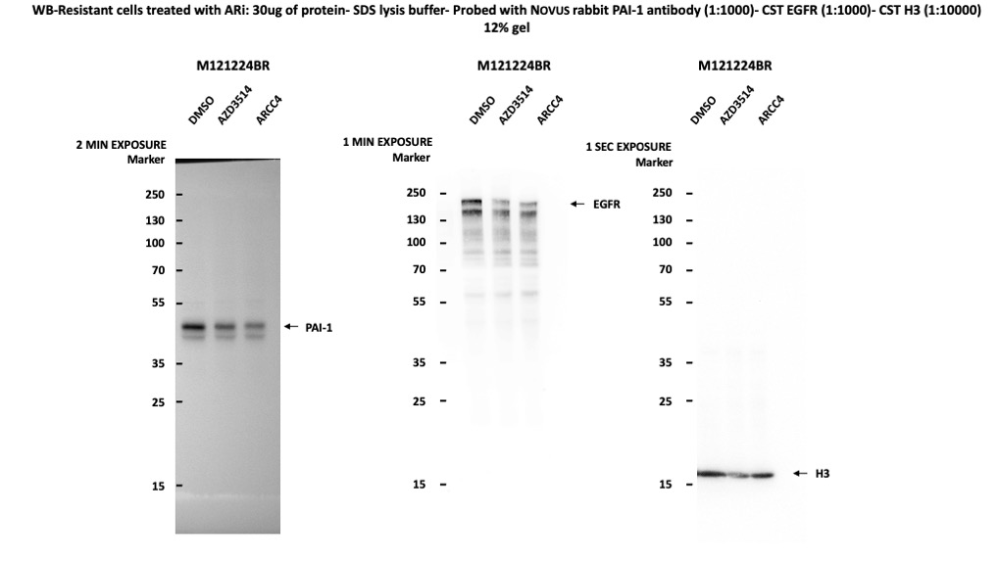 WB-Resistant cells treated with ARi: 30ug of protein- SDS lysis buffer- Probed with NOVUS rabbit PAI-1 antibody (1:1000)- CST EGFR (1:1000)- CST H3 (1:10000)
12% gel
M121224BR
DMSO
AZD3514
ARCC4
2 MIN EXPOSURE
Marker
250
130
100
70
55
35
25
15
PAI-1
M121224BR
DMSO
AZD3514
ARCC4
1 MIN EXPOSURE
Marker
250
130
100
70
55
35
25
15
EGFR
M121224BR
DMSO
AZD3514
ARCC4
1 SEC EXPOSURE
Marker
250
130
100
70
55
35
25
15
H3